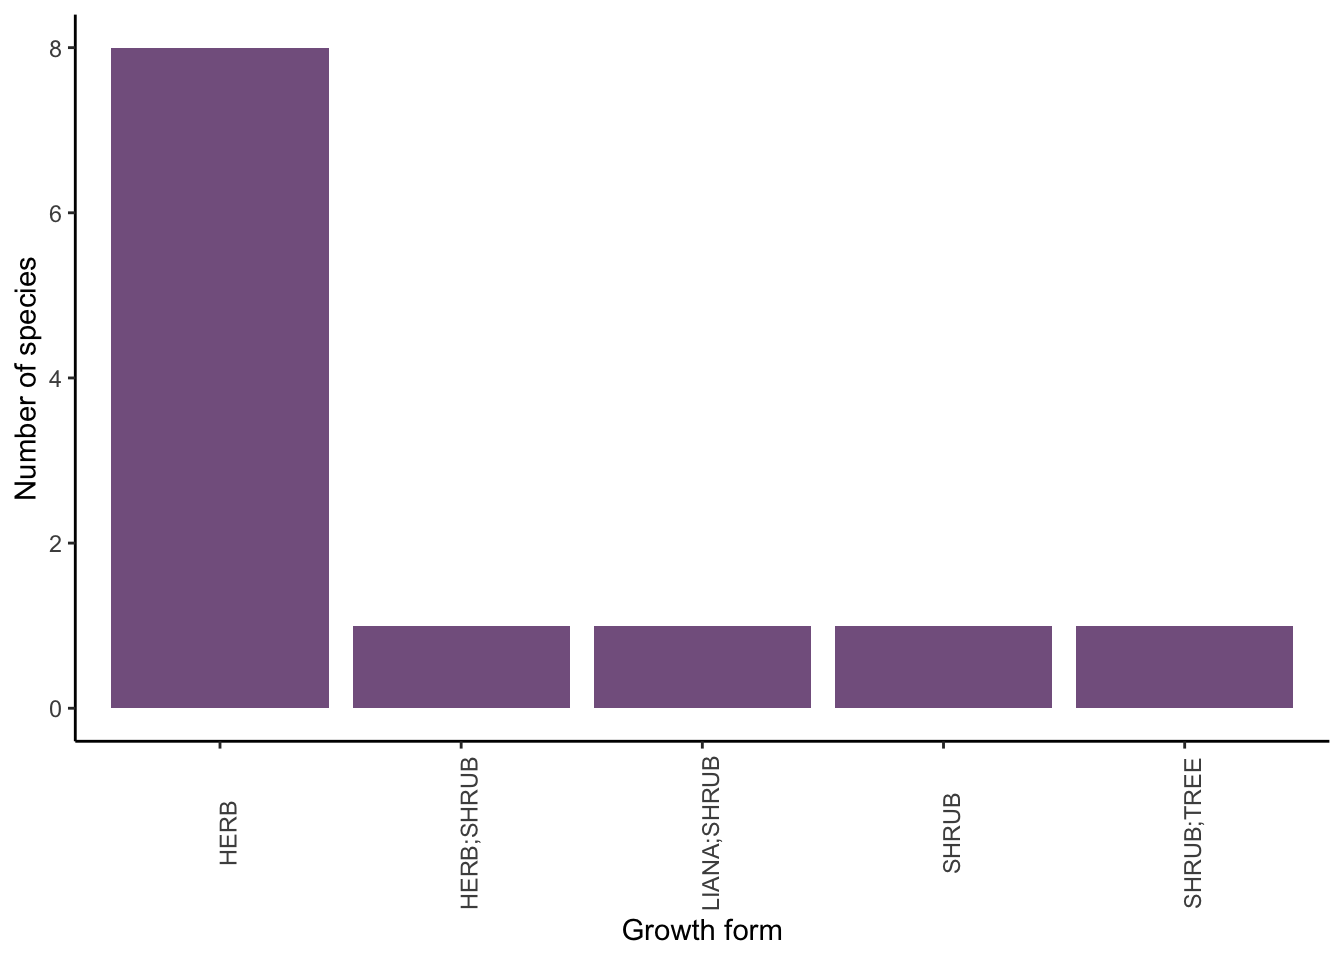 8
6
4
2
0
Number of species
HERB
HERB;SHRUB
LIANA;SHRUB
SHRUB
SHRUB;TREE
Growth form